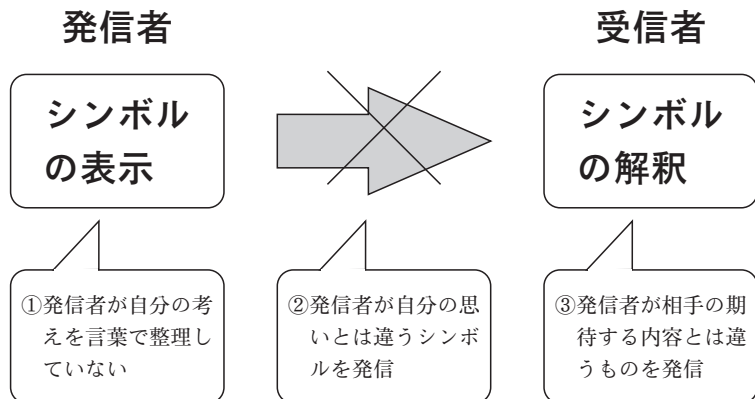 発信者
受信者
シンボル
の表示
シンボル
の解釈
①発信者が自分の考
えを言葉で整理し
ていない
②発信者が自分の思
いとは違うシンボ
ルを発信
③発信者が相手の期
待する内容とは違
うものを発信